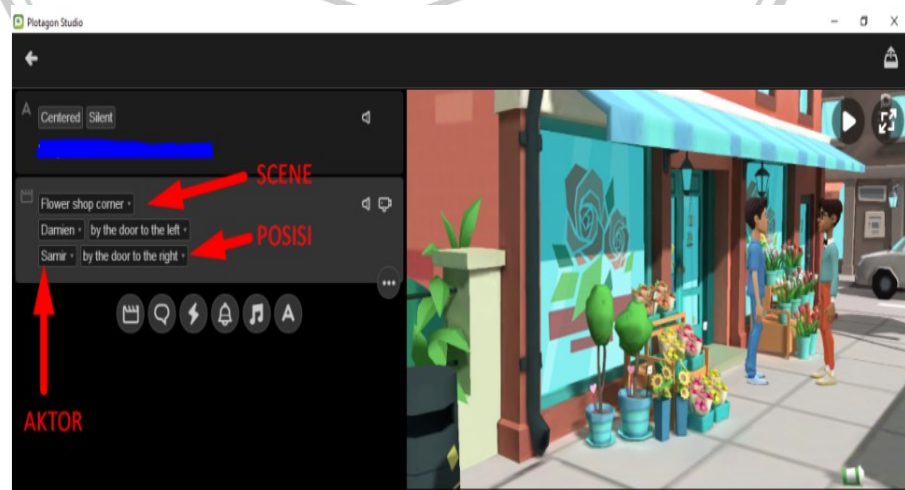 Plotagon Studio
A Centered Silent
SCENE
Flower shop corner
Damien by the door to the left
POSISI
Samir by the door to the right
A
AKTOR